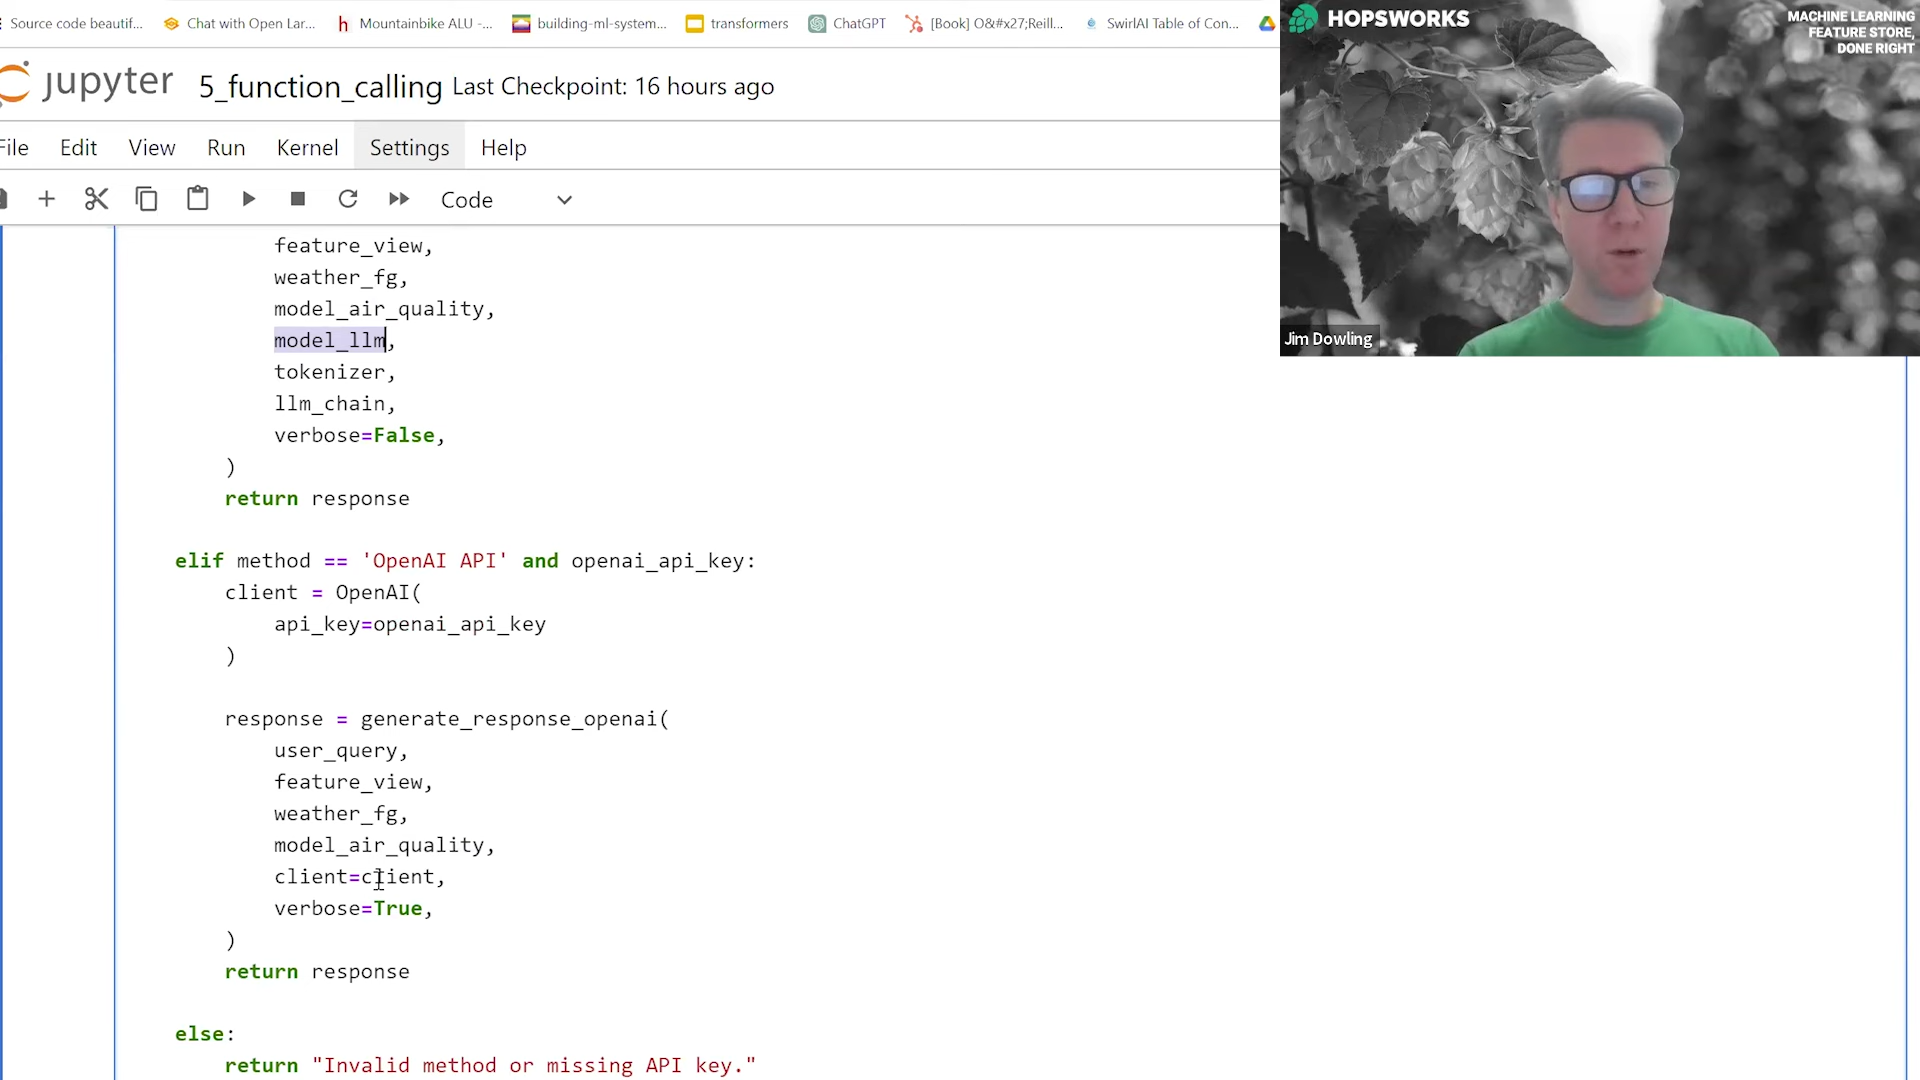 Source code beautif...
Chat with Open Lar...
Mountainbike ALU -...
building-ml-system...
transformers
ChatGPT
[Book] O&#x27;Reill...
SwirlAI Table of Con...
HOPSWORKS
MACHINE LEARNING
FEATURE STORE,
DONE RIGHT
jupyter
5_function_calling
Last Checkpoint: 16 hours ago
File
Edit
View
Run
Kernel
Settings
Help
Code
Jim Dowling
feature_view,
weather_fg,
model_air_quality,
model_llm,
tokenizer,
llm_chain,
verbose=False,
)
return response
elif method == 'OpenAI API' and openai_api_key:
client = OpenAI(
api_key=openai_api_key
)
response = generate_response_openai(
user_query,
feature_view,
weather_fg,
model_air_quality,
client=client,
verbose=True,
)
return response
else:
return "Invalid method or missing API key."